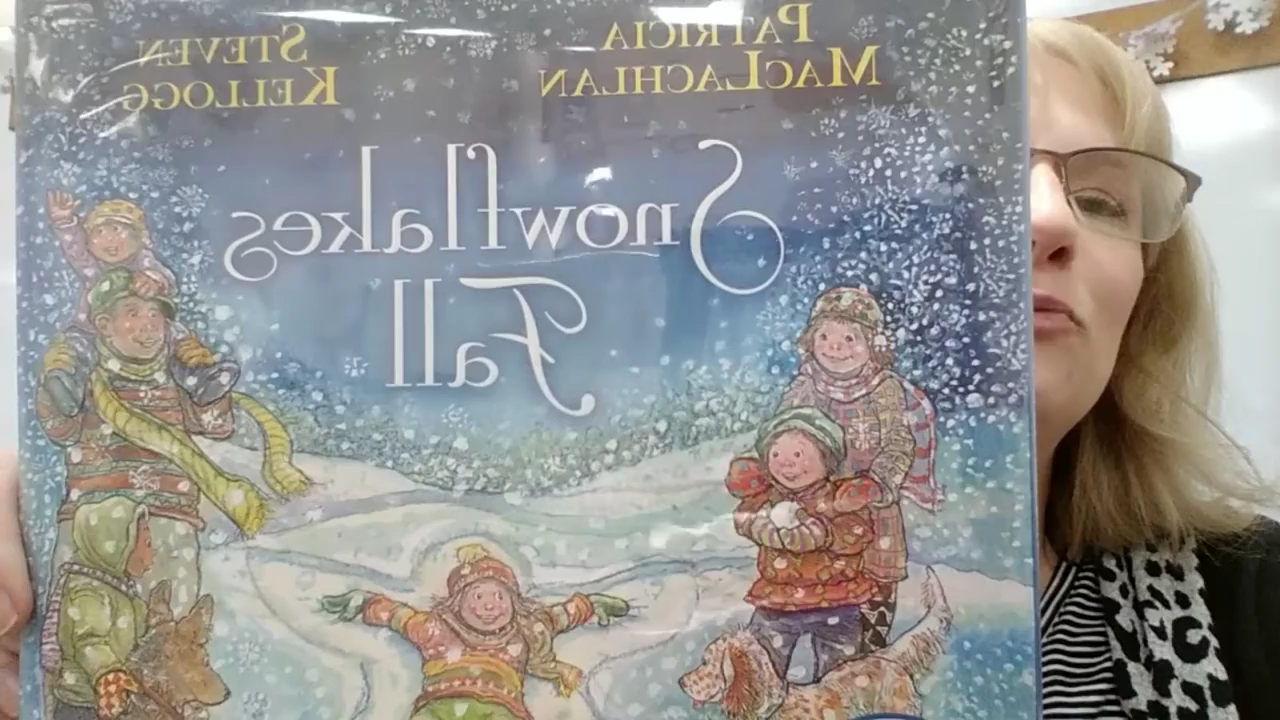 PATRICIA
MACLACHLAN
STEVEN
KELLOGG
Snowflakes
Fall